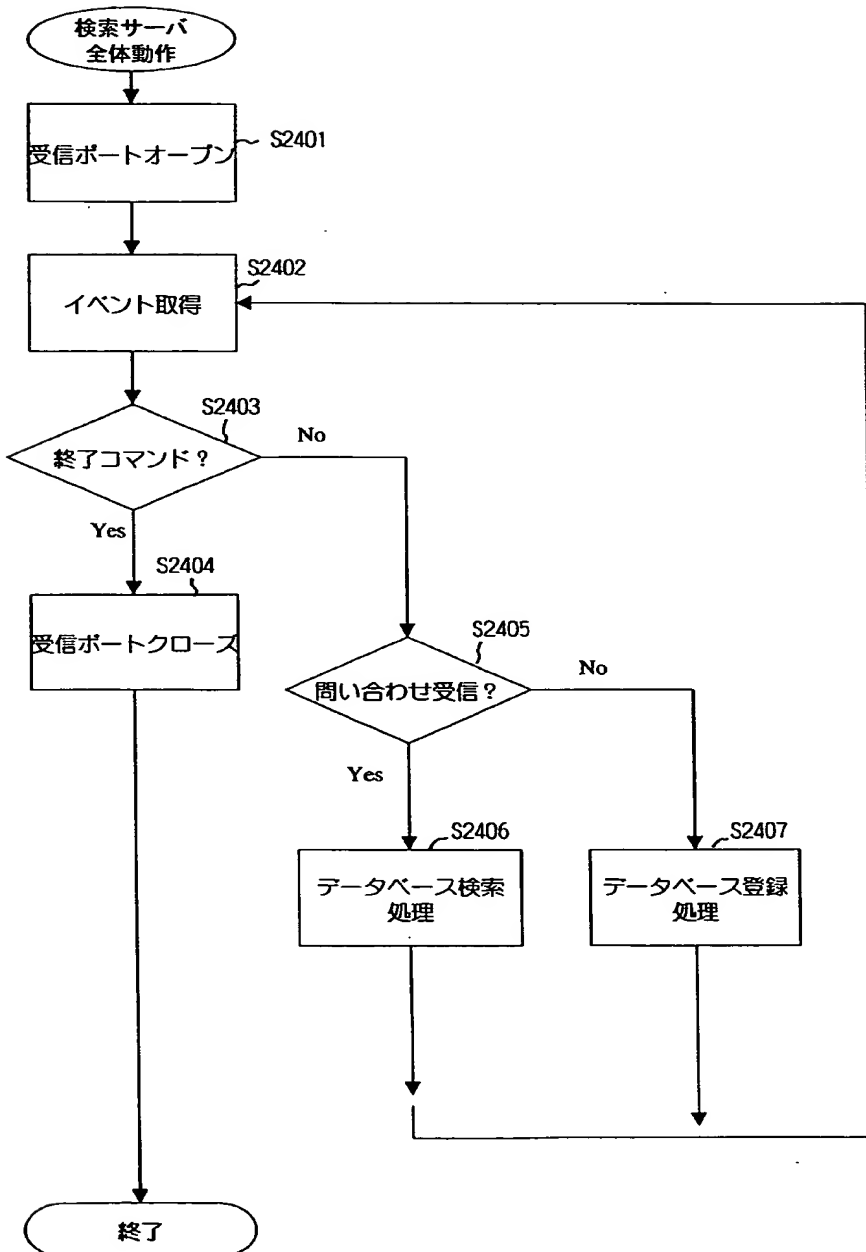 検索サーバ
全体動作
S2401
受信ポートオープン
S2402
イベント取得
S2403
終了コマンド？
No
Yes
S2404
受信ポートクローズ
S2405
問い合わせ受信？
No
Yes
S2406
データベース検索
処理
S2407
データベース登録
処理
終了